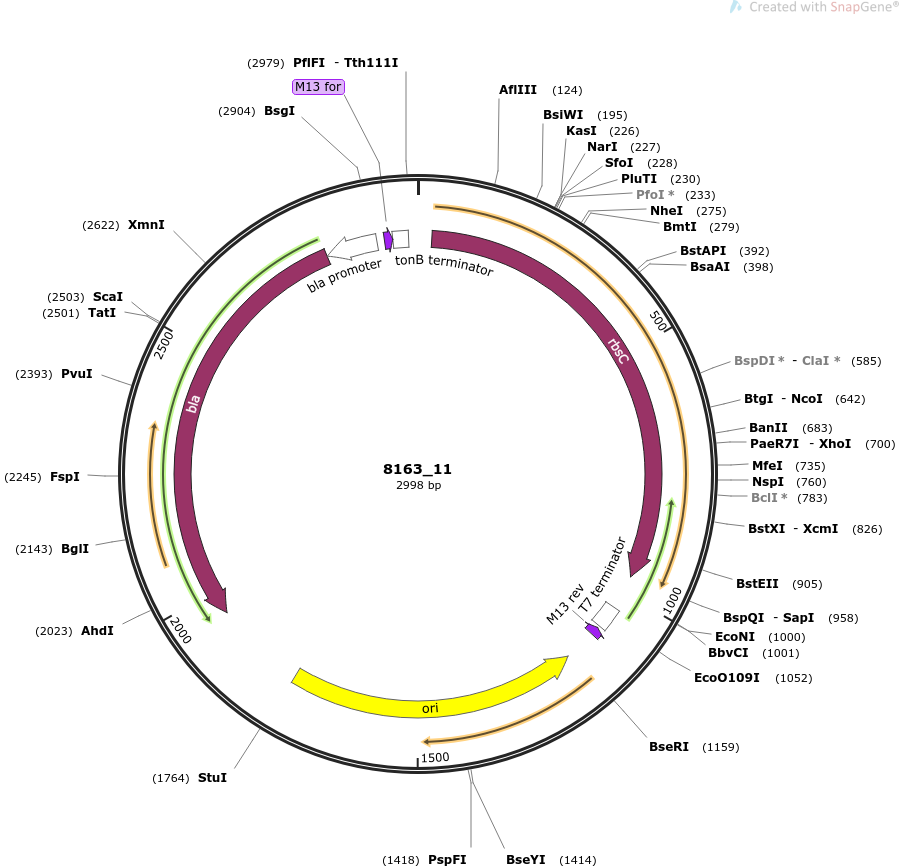 Created with SnapGene®
(2979) PflFI - Tth111I
M13 for
(2904) BsgI
AflIII (124)
BsiWI (195)
KasI (226)
NarI (227)
SfoI (228)
PluTI (230)
PfoI * (233)
NheI (275)
BmtI (279)
BstAPI (392)
BsaAI (398)
(2622) XmnI
(2503) ScaI
(2501) TatI
(2393) PvuI
(2245) FspI
(2143) BglI
(2023) AhdI
(1764) StuI
bla promoter
tonB terminator
500
rbsC
BspDI * - ClaI * (585)
BtgI - NcoI (642)
BanII (683)
PaeR7I - XhoI (700)
MfeI (735)
NspI (760)
BclI * (783)
BstXI - XcmI (826)
BstEII (905)
BspQI - SapI (958)
EcoNI (1000)
BbvCI (1001)
EcoO109I (1052)
BseRI (1159)
2500
bla
8163_11
2998 bp
T7 terminator
M13 rev
1000
2000
ori
1500
(1418) PspFI
BseYI (1414)